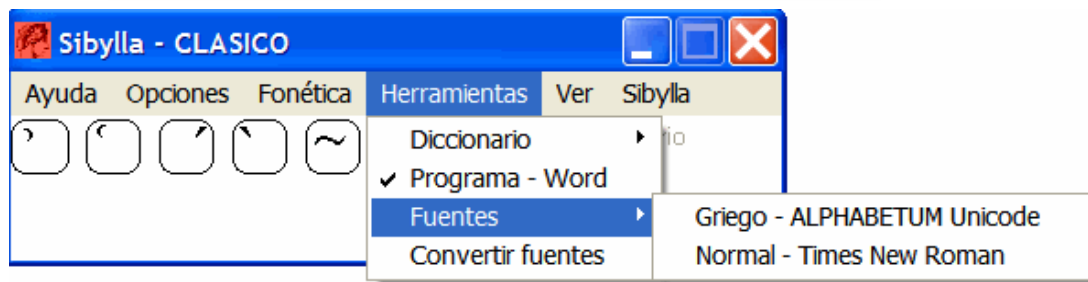 Sibylla - CLASICO
Ayuda Opciones Fonética Herramientas Ver Sibylla
Diccionario
Programa - Word
Fuentes
Convertir fuentes
Griego - ALPHABETUM Unicode
Normal - Times New Roman